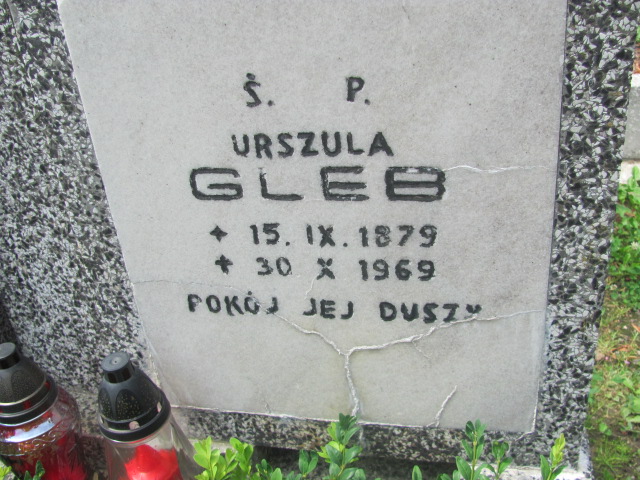 Ś. P.
URSZULA
GLEB
+ 15. IX. 1879
+ 30 X 1969
POKÓJ JEJ DUSZY